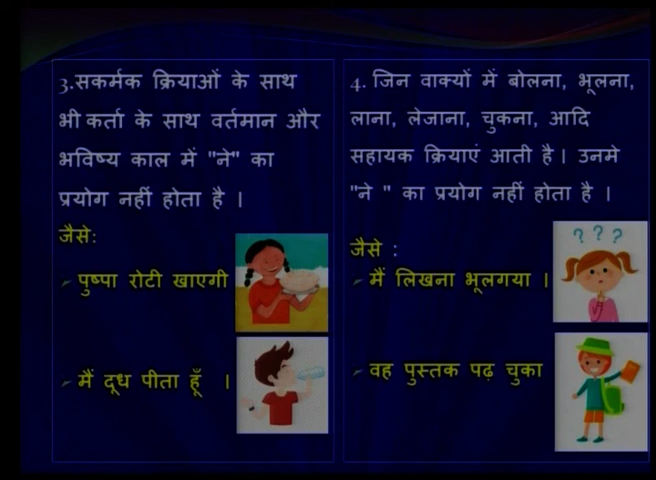 3.सकर्मक क्रियाओं के साथ
भी कर्ता के साथ वर्तमान और
भविष्य काल में "ने" का
प्रयोग नहीं होता है ।
जैसे:
पुष्पा रोटी खाएगी
मैं दूध पीता हूँ ।
4. जिन वाक्यों में बोलना, भूलना,
लाना, लेजाना, चुकना, आदि
सहायक क्रियाएं आती है । उनमे
"ने " का प्रयोग नहीं होता है ।
जैसे :
मैं लिखना भूलगया ।
? ? ?
वह पुस्तक पढ़ चुका